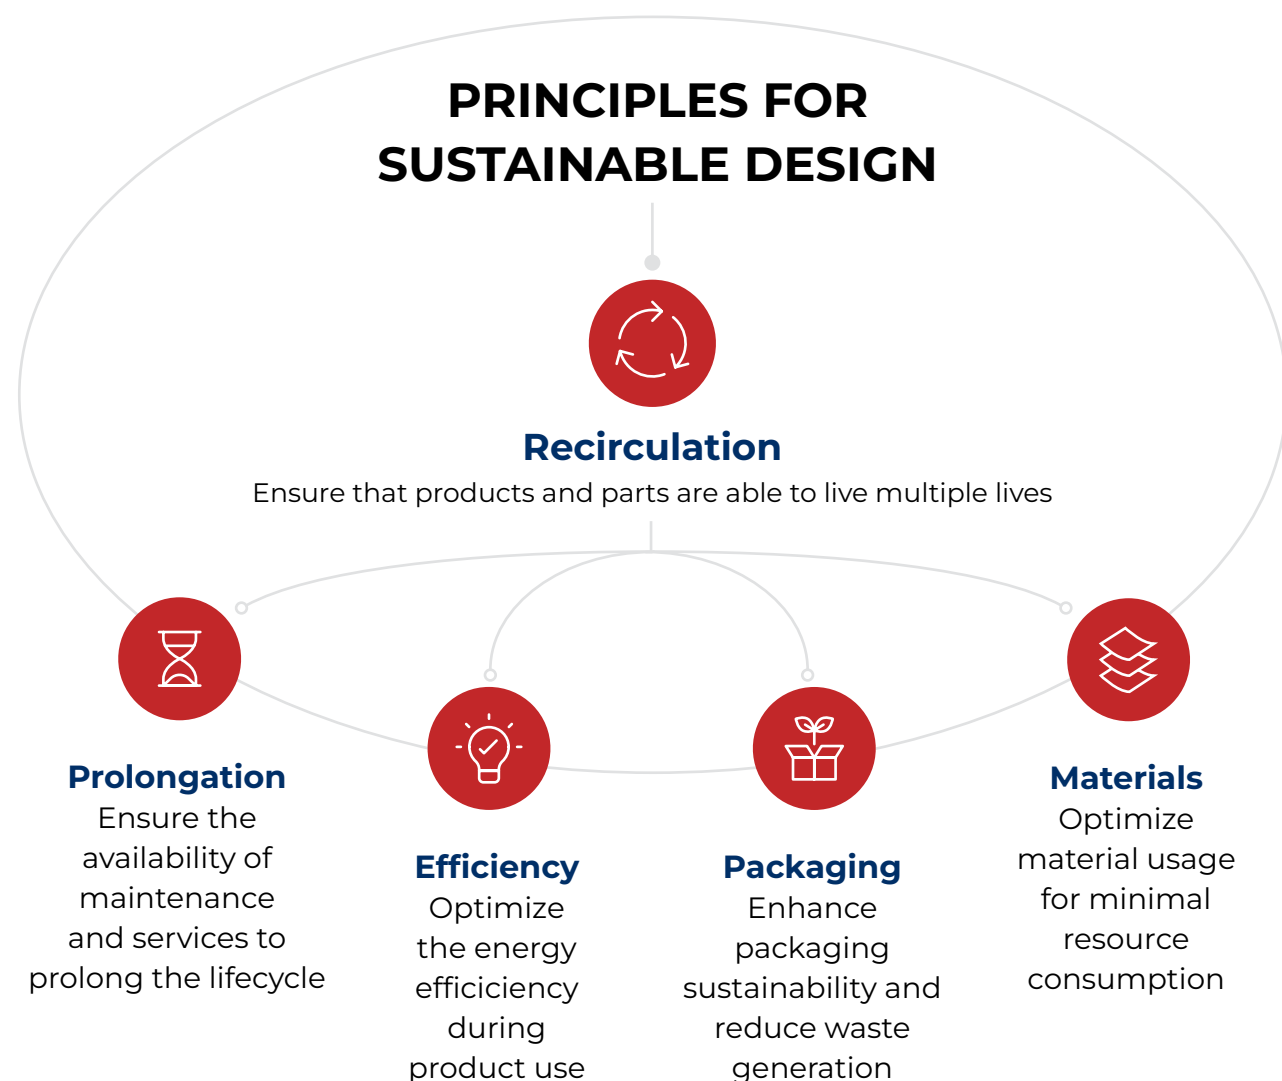 PRINCIPLES FOR
SUSTAINABLE DESIGN
Recirculation
Ensure that products and parts are able to live multiple lives
Prolongation
Ensure the
availability of
maintenance
and services to
prolong the lifecycle
Efficiency
Optimize
the energy
efficiciency
during
product use
Packaging
Enhance
packaging
sustainability and
reduce waste
generation
Materials
Optimize
material usage
for minimal
resource
consumption